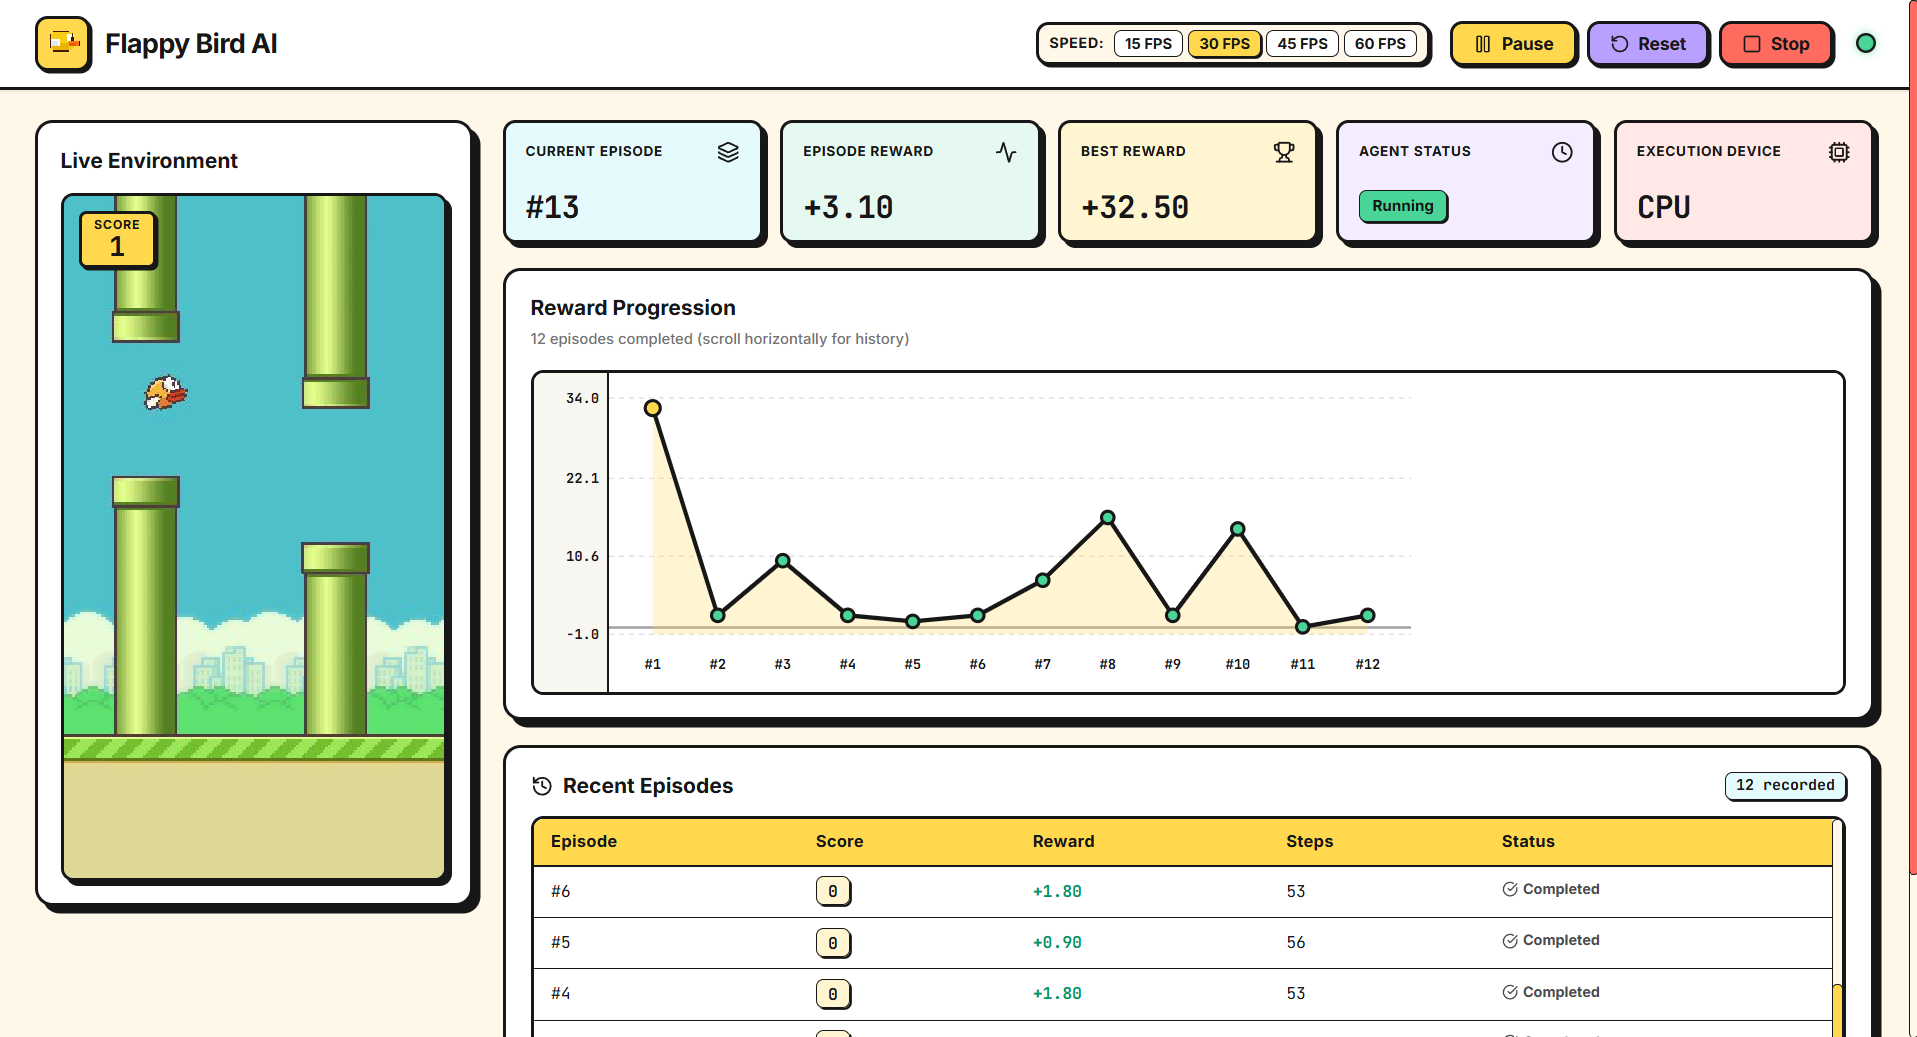 Flappy Bird AI
SPEED: 15 FPS 30 FPS 45 FPS 60 FPS
Pause
Reset
Stop
Live Environment
SCORE
1
CURRENT EPISODE
#13
EPISODE REWARD
+3.10
BEST REWARD
+32.50
AGENT STATUS
Running
EXECUTION DEVICE
CPU
Reward Progression
12 episodes completed (scroll horizontally for history)
34.0
22.1
10.6
-1.0
#1 #2 #3 #4 #5 #6 #7 #8 #9 #10 #11 #12
Recent Episodes
12 recorded
Episode Score Reward Steps Status
#6 0 +1.80 53 Completed
#5 0 +0.90 56 Completed
#4 0 +1.80 53 Completed